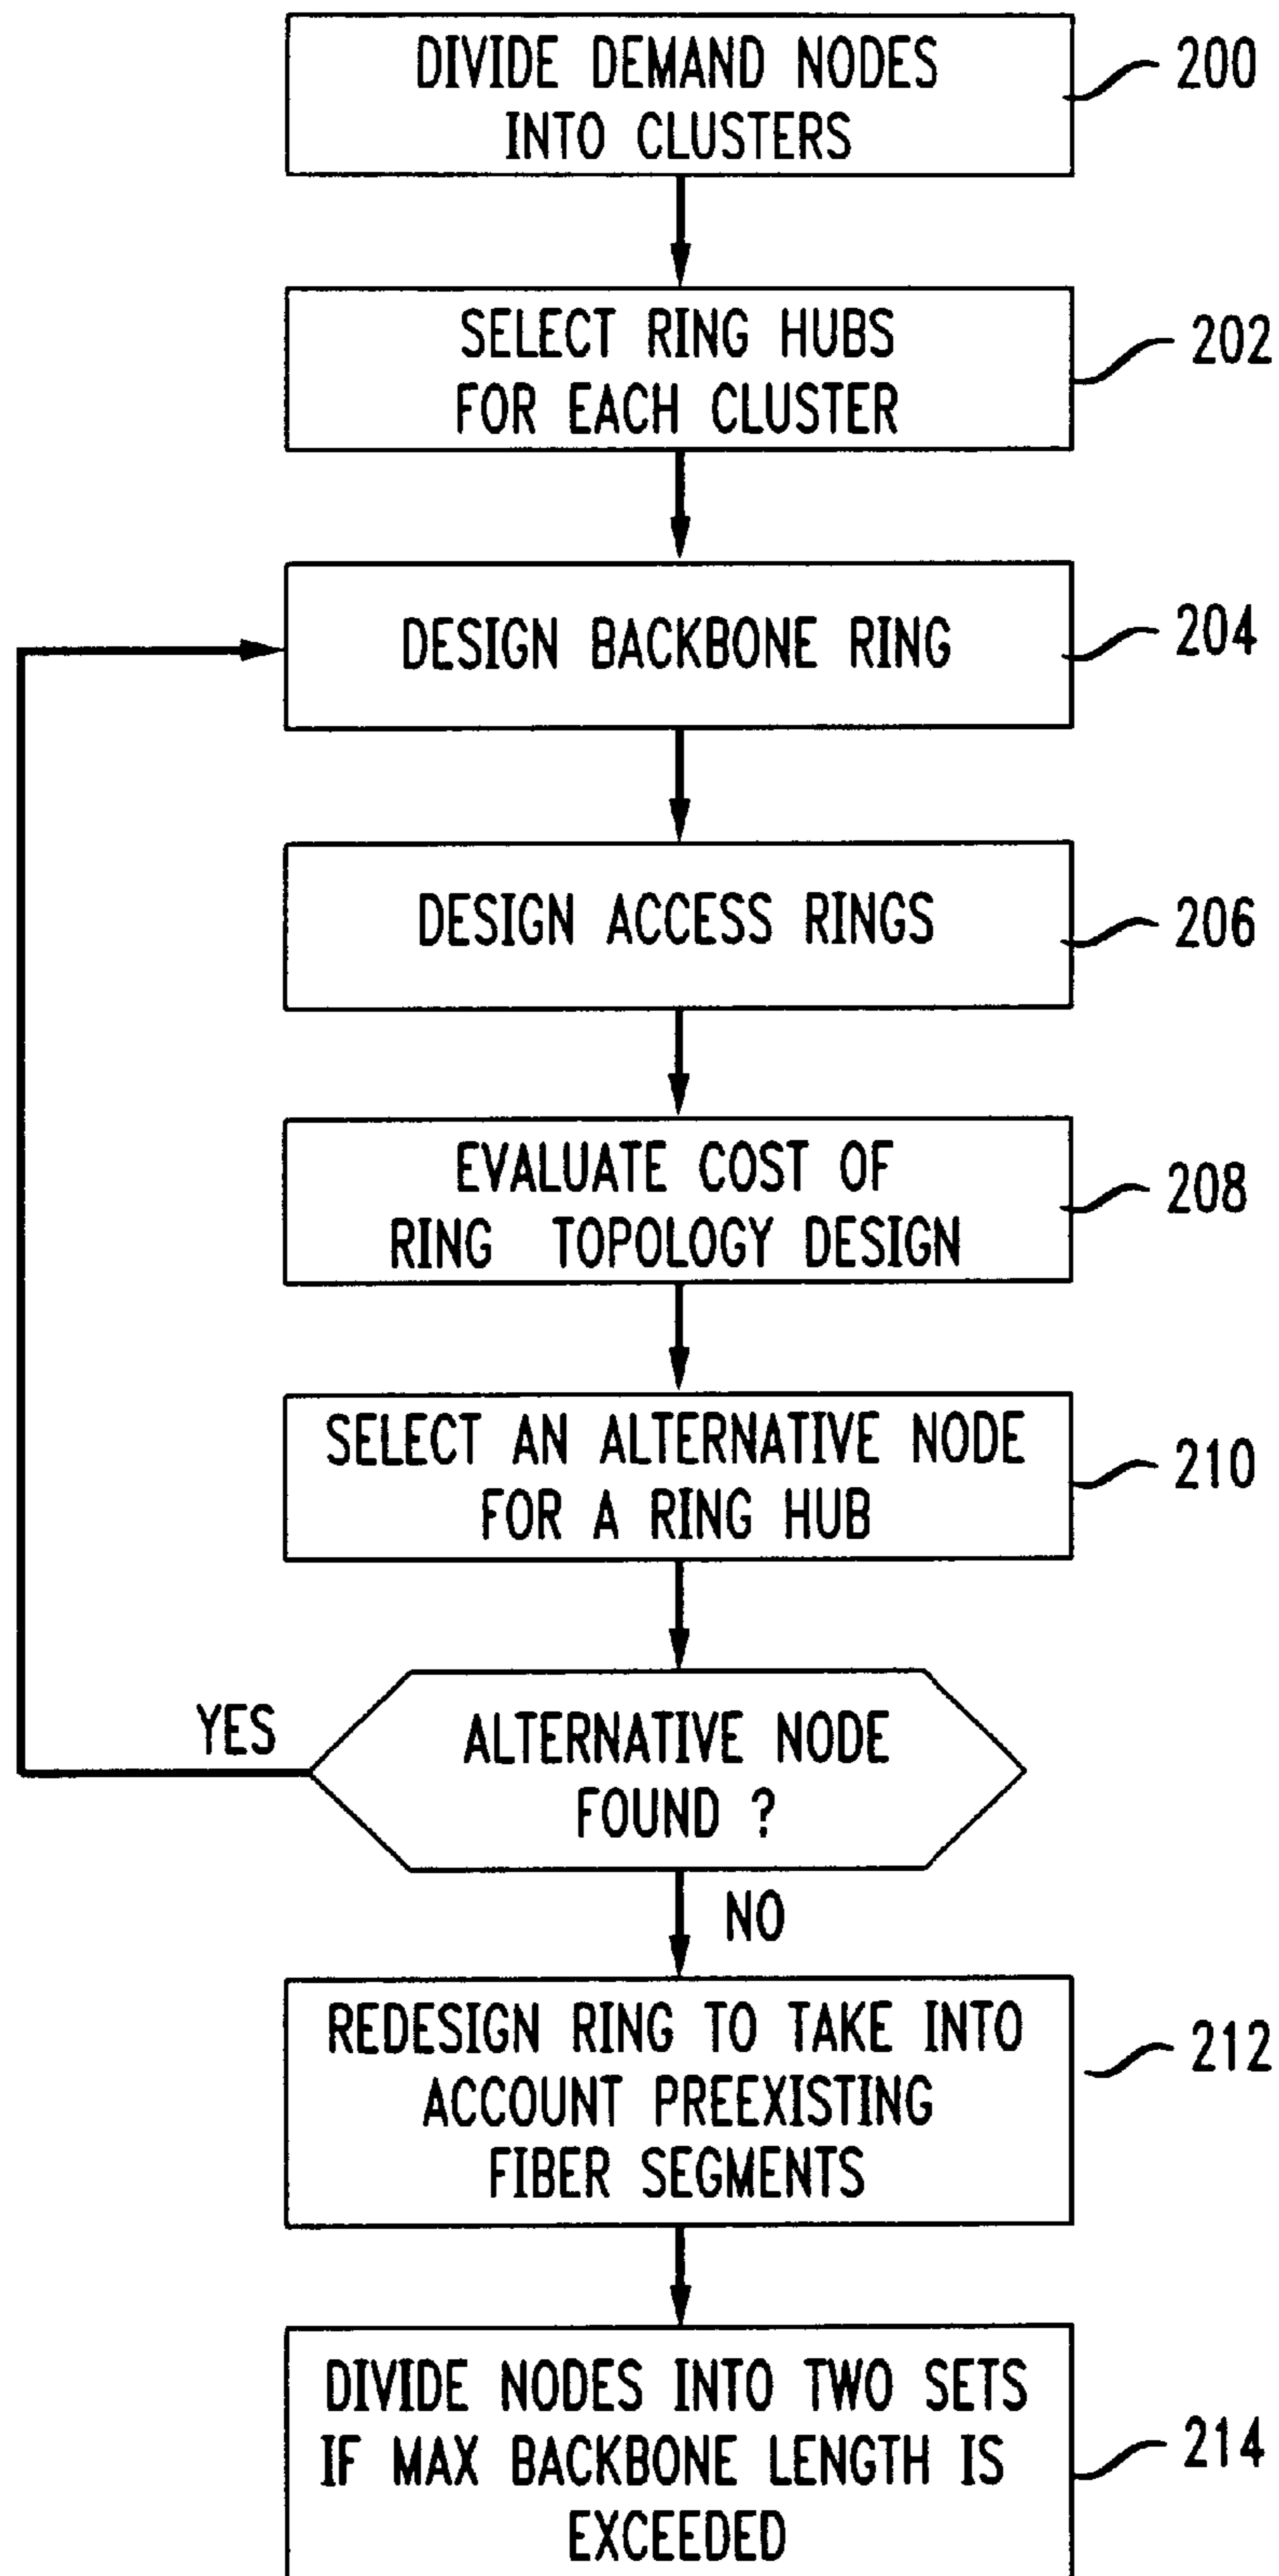 DIVIDE DEMAND NODES
INTO CLUSTERS
200
SELECT RING HUBS
FOR EACH CLUSTER
202
DESIGN BACKBONE RING
204
DESIGN ACCESS RINGS
206
EVALUATE COST OF
RING TOPOLOGY DESIGN
208
SELECT AN ALTERNATIVE NODE
FOR A RING HUB
210
YES
ALTERNATIVE NODE
FOUND ?
NO
REDESIGN RING TO TAKE INTO
ACCOUNT PREEXISTING
FIBER SEGMENTS
212
DIVIDE NODES INTO TWO SETS
IF MAX BACKBONE LENGTH IS
EXCEEDED
214